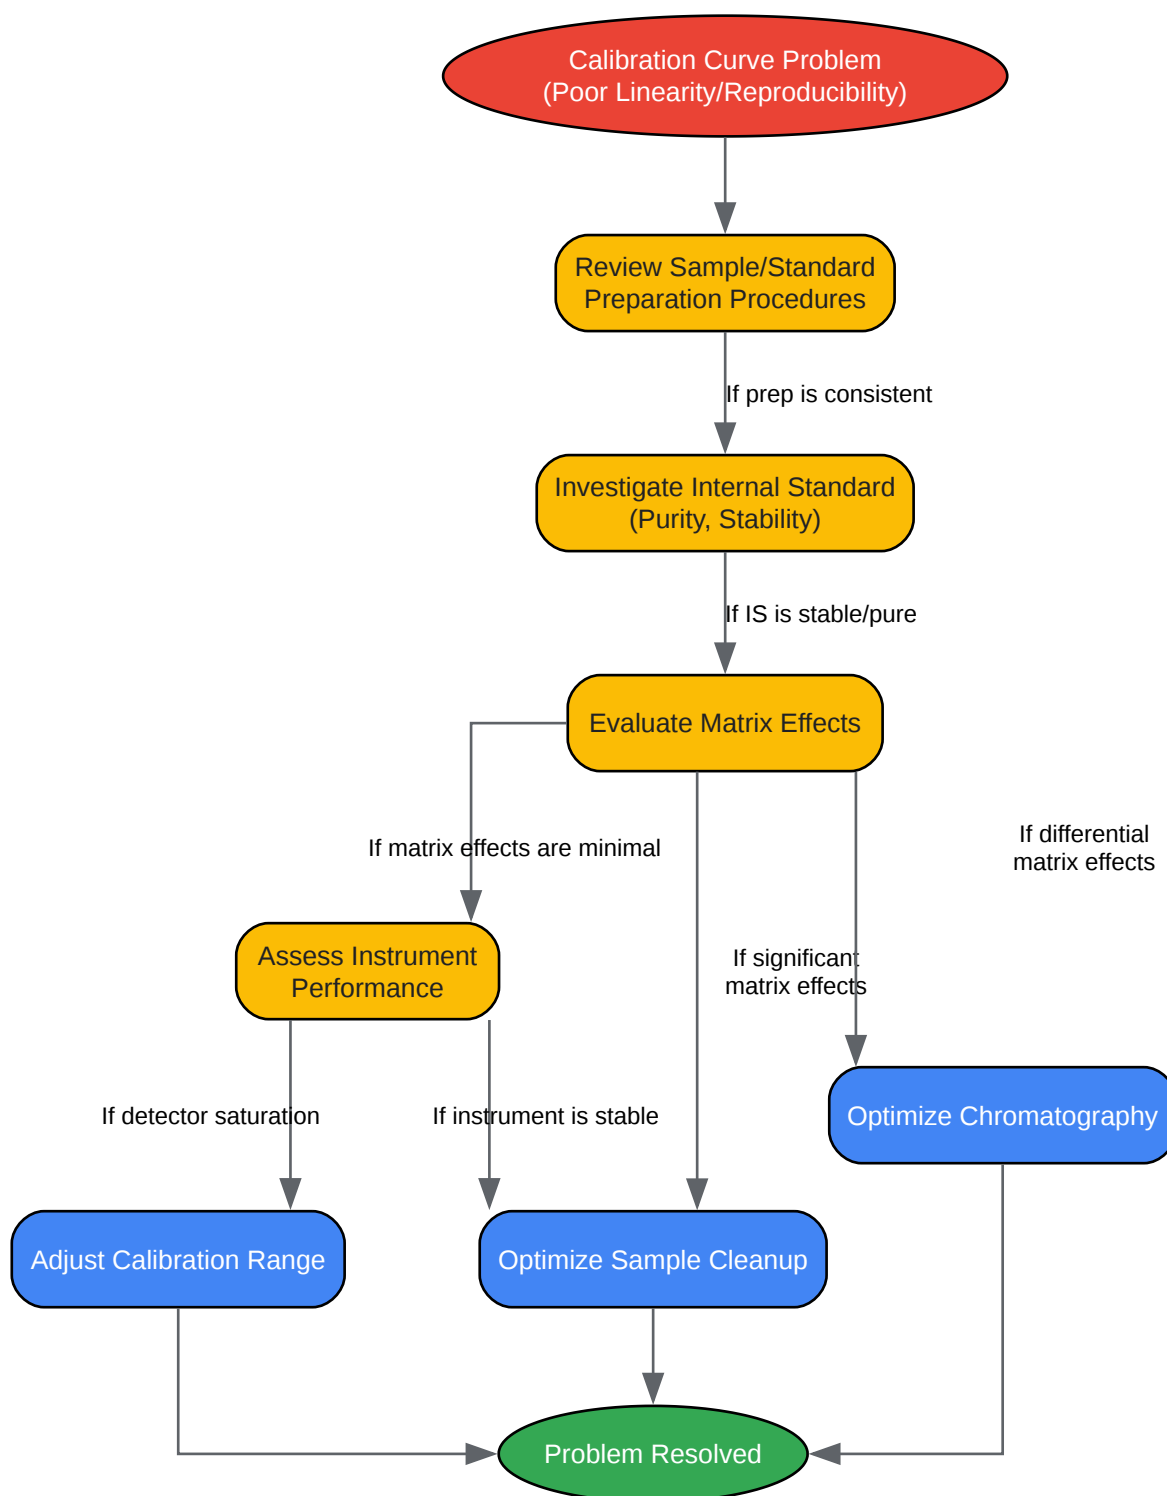 Calibration Curve Problem
(Poor Linearity/Reproducibility)
Review Sample/Standard
Preparation Procedures
If prep is consistent
Investigate Internal Standard
(Purity, Stability)
If IS is stable/pure
Evaluate Matrix Effects
If matrix effects are minimal
If differential
matrix effects
Assess Instrument
Performance
If significant
matrix effects
If detector saturation
If instrument is stable
Optimize Chromatography
Adjust Calibration Range
Optimize Sample Cleanup
Problem Resolved